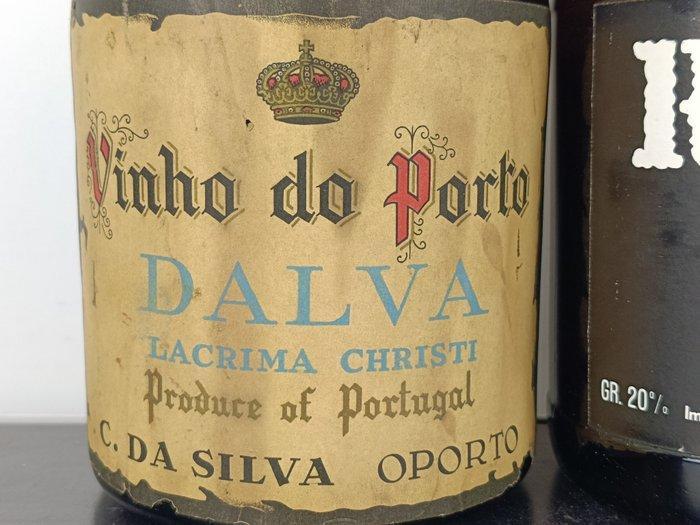 Vinho do Porto
DALVA
LACRIMA CHRISTI
Produce of Portugal
C. DA SILVA OPORTO
GR. 20%